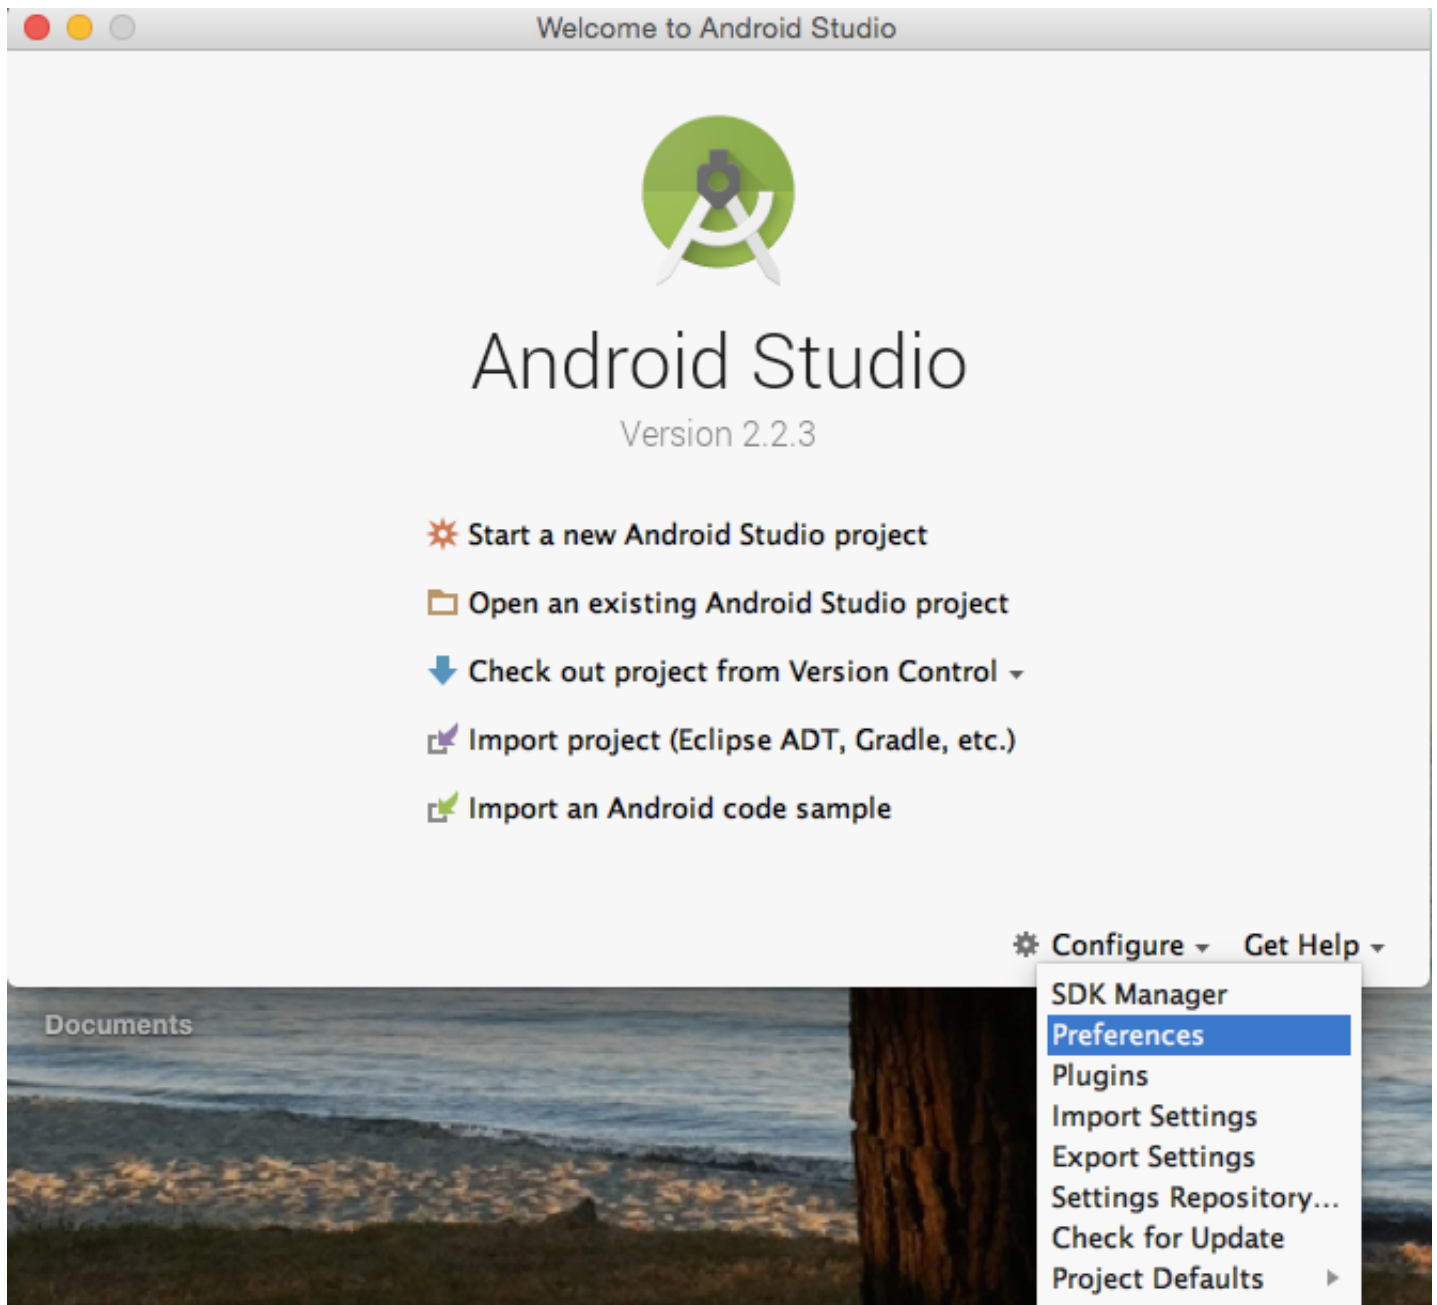 Welcome to Android Studio
Android Studio
Version 2.2.3
Start a new Android Studio project
Open an existing Android Studio project
Check out project from Version Control
Import project (Eclipse ADT, Gradle, etc.)
Import an Android code sample
Configure Get Help
SDK Manager
Documents
Preferences
Plugins
Import Settings
Export Settings
Settings Repository...
Check for Update
Project Defaults